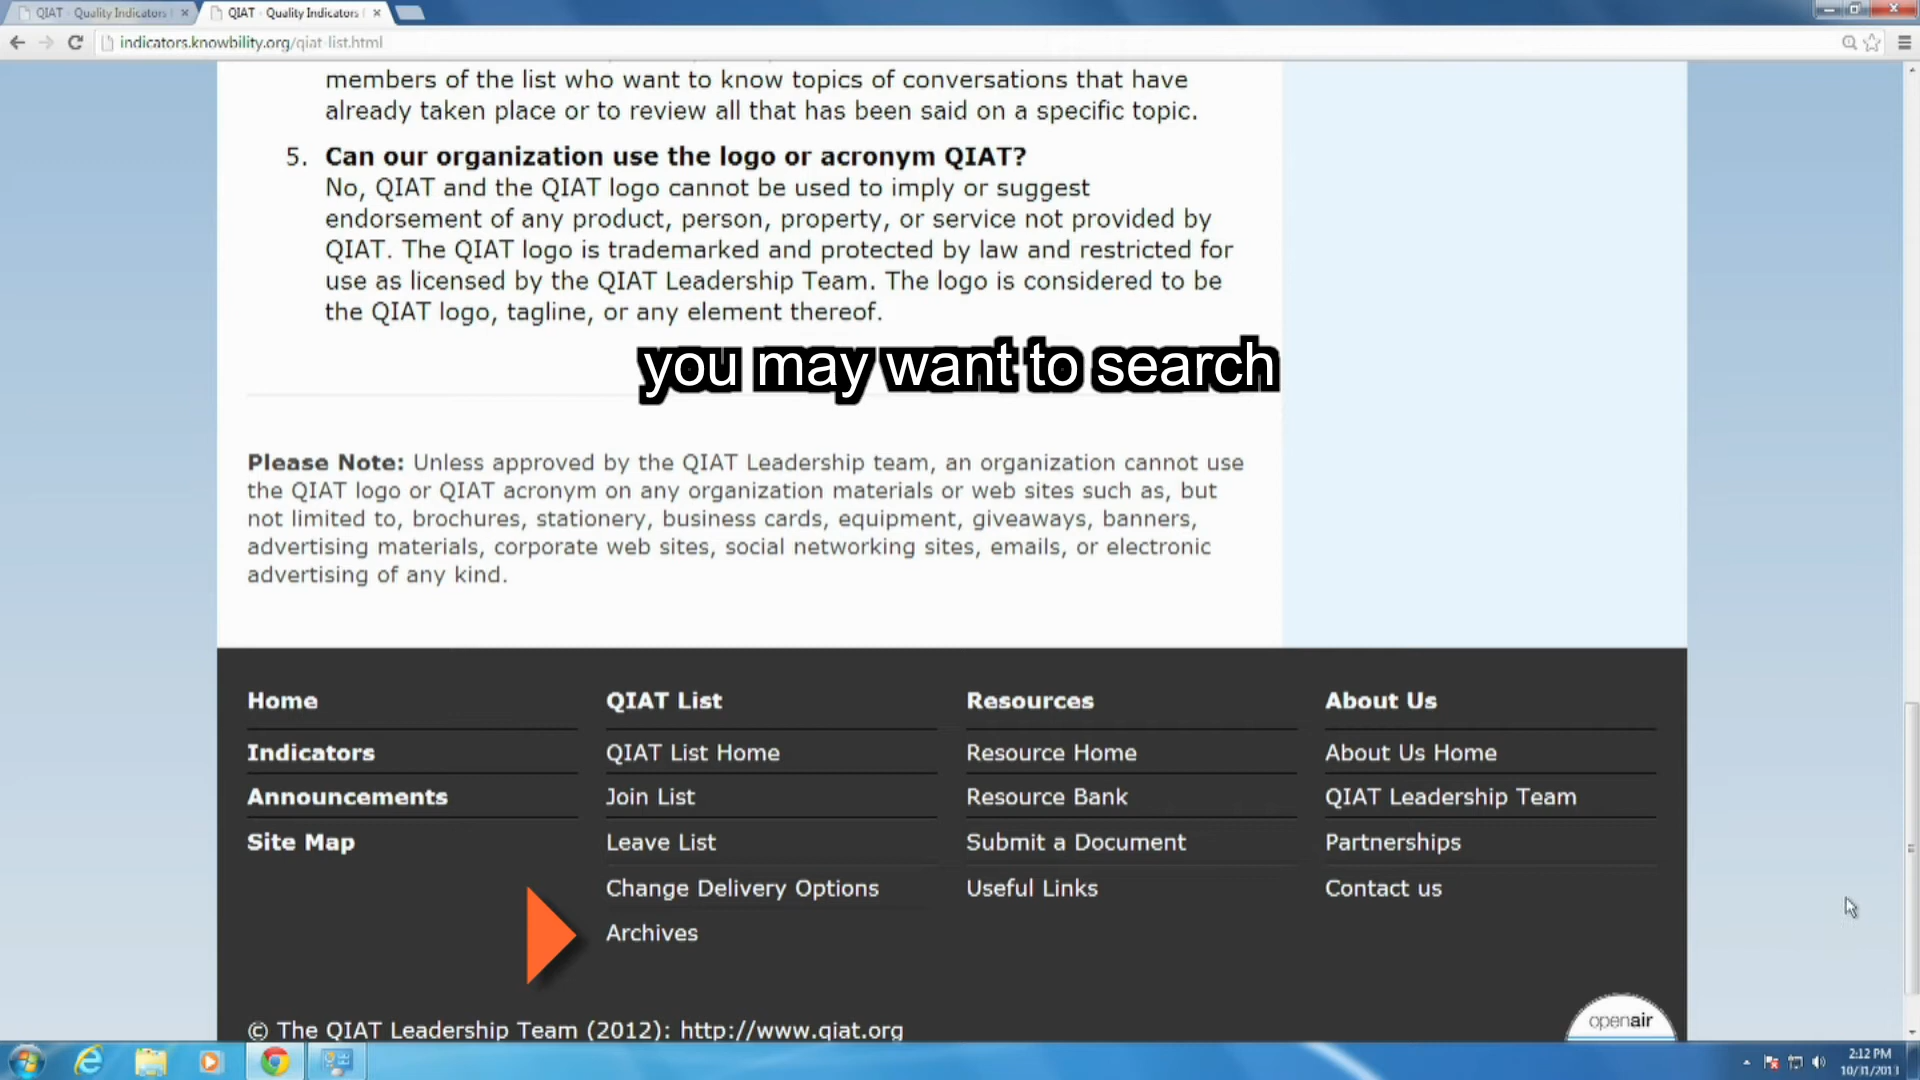 QIAT - Quality Indicators
QIAT - Quality Indicators
indicators.knowbility.org/qiat-list.html
members of the list who want to know topics of conversations that have
already taken place or to review all that has been said on a specific topic.
5. Can our organization use the logo or acronym QIAT?
No, QIAT and the QIAT logo cannot be used to imply or suggest
endorsement of any product, person, property, or service not provided by
QIAT. The QIAT logo is trademarked and protected by law and restricted for
use as licensed by the QIAT Leadership Team. The logo is considered to be
the QIAT logo, tagline, or any element thereof.
you may want to search
Please Note: Unless approved by the QIAT Leadership team, an organization cannot use
the QIAT logo or QIAT acronym on any organization materials or web sites such as, but
not limited to, brochures, stationery, business cards, equipment, giveaways, banners,
advertising materials, corporate web sites, social networking sites, emails, or electronic
advertising of any kind.
Home
Indicators
Announcements
Site Map
QIAT List
QIAT List Home
Join List
Leave List
Change Delivery Options
Archives
Resources
Resource Home
Resource Bank
Submit a Document
Useful Links
About Us
About Us Home
QIAT Leadership Team
Partnerships
Contact us
© The QIAT Leadership Team (2012): http://www.qiat.org
openair
2:12 PM
10/31/2013